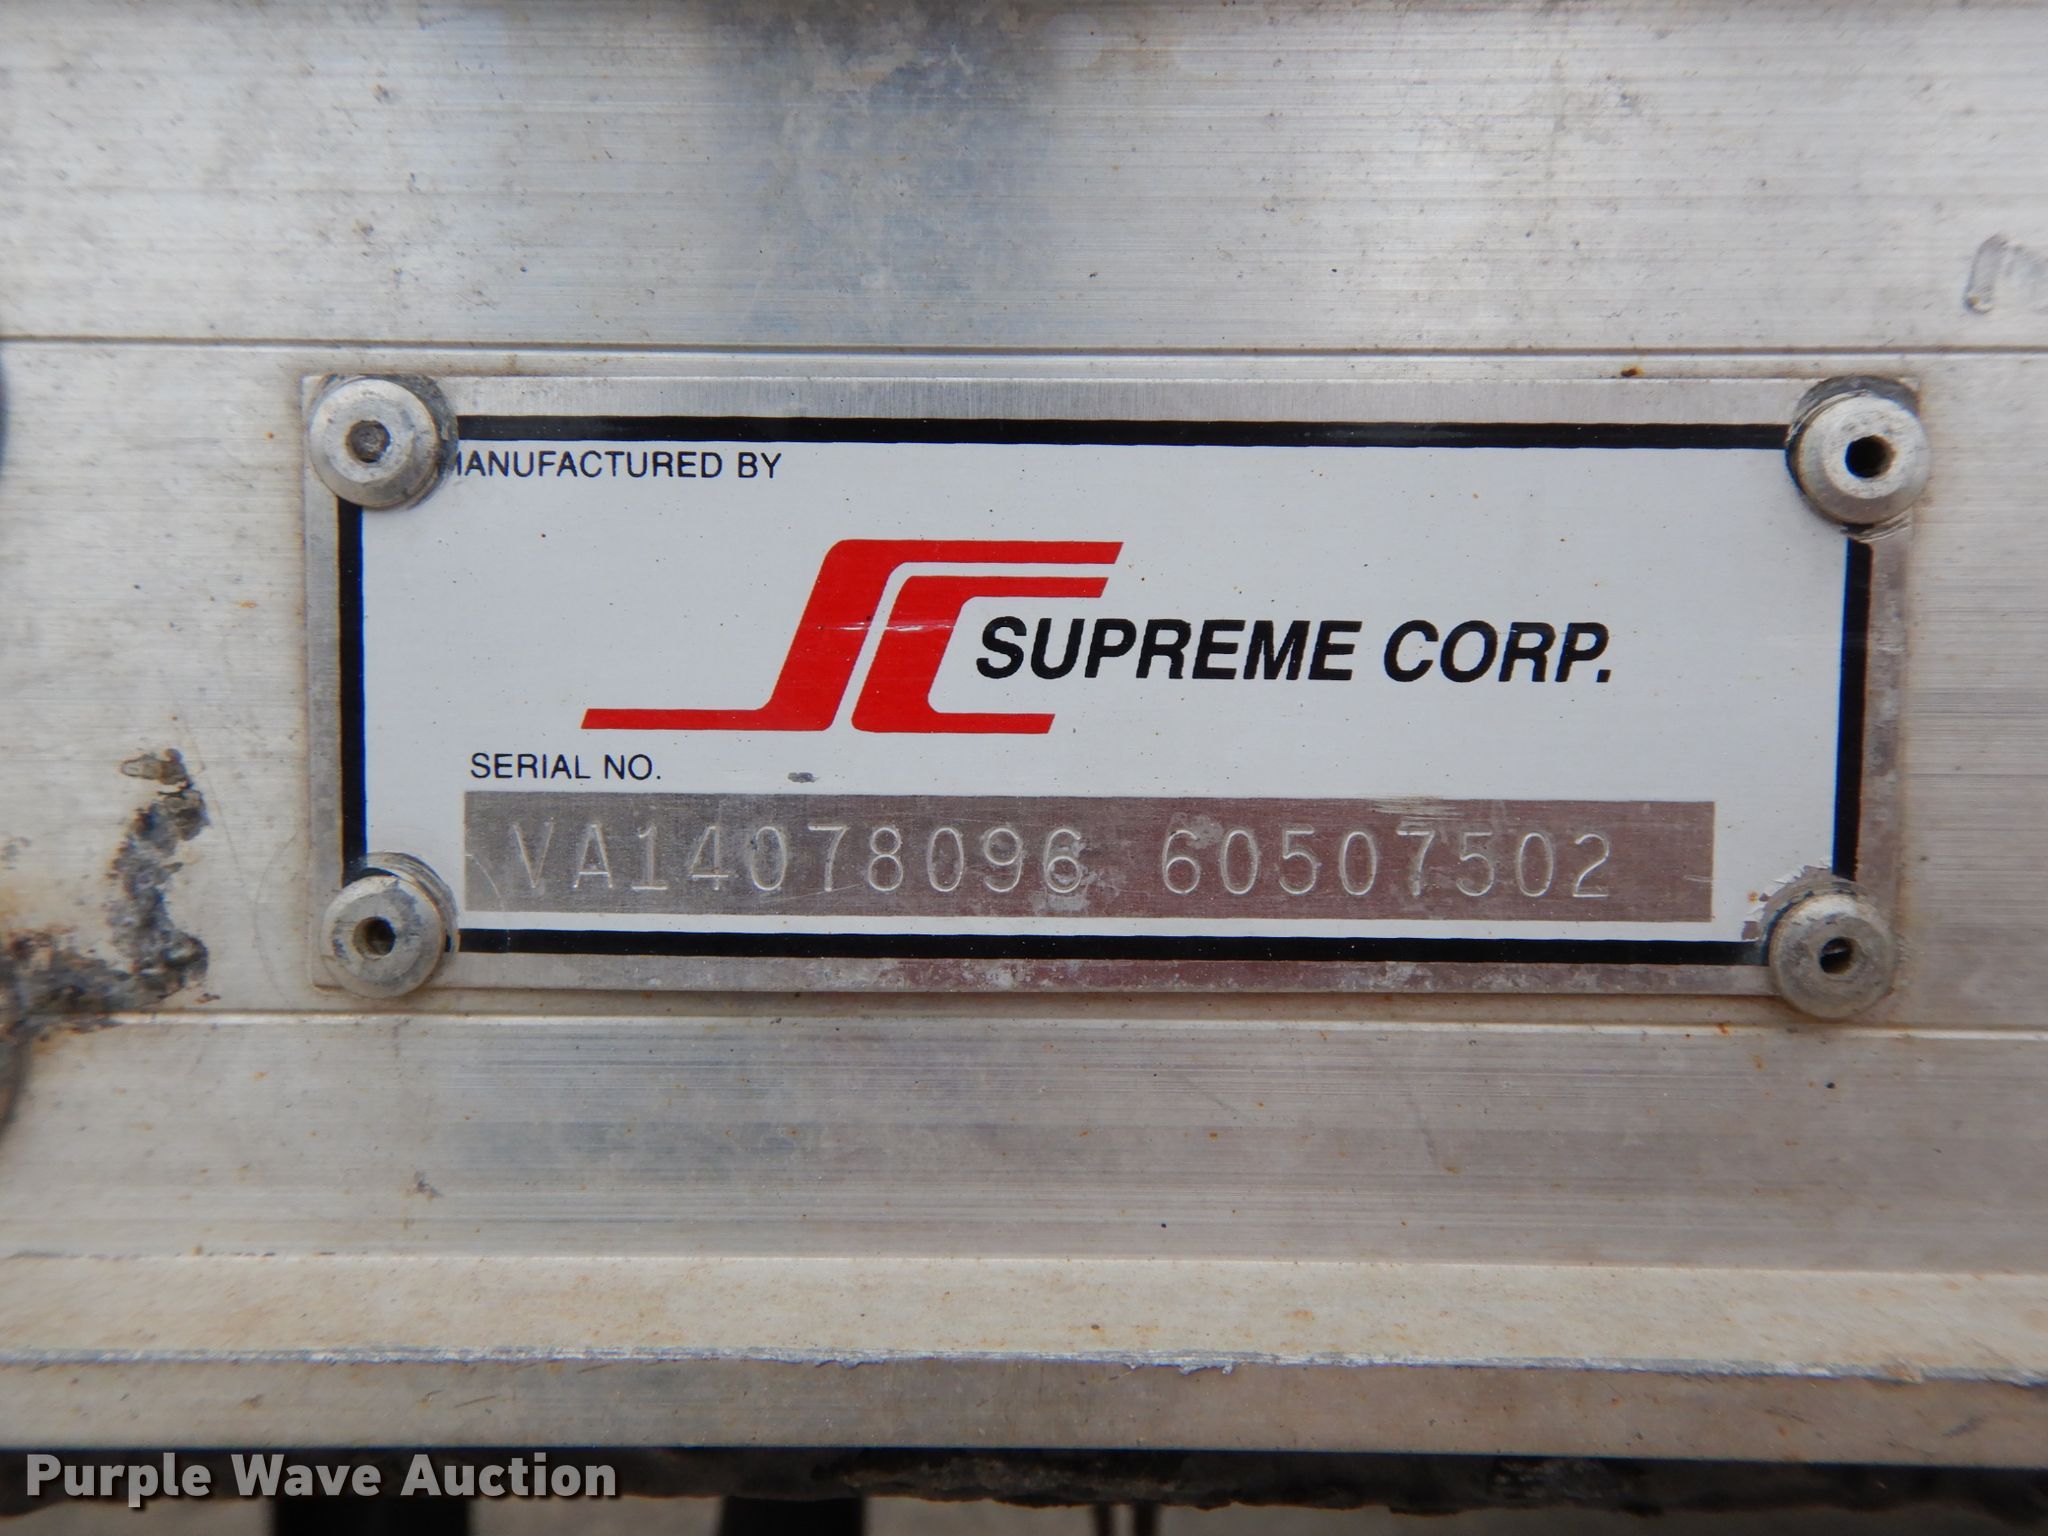 MANUFACTURED BY
SUPREME CORP.
SERIAL NO.
VA14078096 60507502
Purple Wave Auction